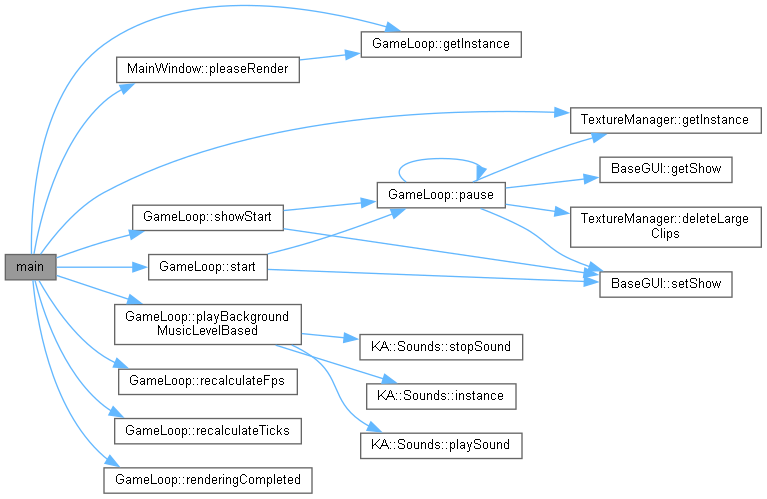 main
GameLoop::getInstance
MainWindow::pleaseRender
TextureManager::getInstance
BaseGUI::getShow
GameLoop::pause
GameLoop::showStart
TextureManager::deleteLarge
Clips
GameLoop::start
BaseGUI::setShow
GameLoop::playBackground
MusicLevelBased
KA::Sounds::stopSound
GameLoop::recalculateFps
KA::Sounds::instance
GameLoop::recalculateTicks
KA::Sounds::playSound
GameLoop::renderingCompleted